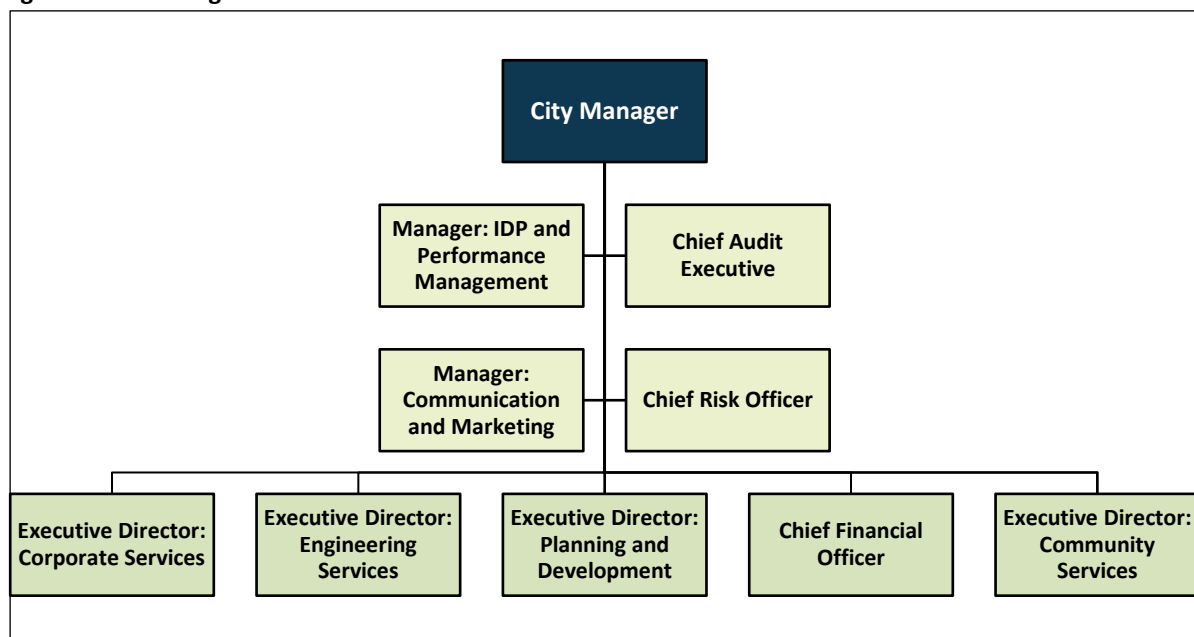 City Manager
Manager: IDP and
Performance
Management
Chief Audit
Executive
Manager:
Communication
and Marketing
Chief Risk Officer
Executive Director:
Corporate Services
Executive Director:
Engineering
Services
Executive Director:
Planning and
Development
Chief Financial
Officer
Executive Director:
Community
Services